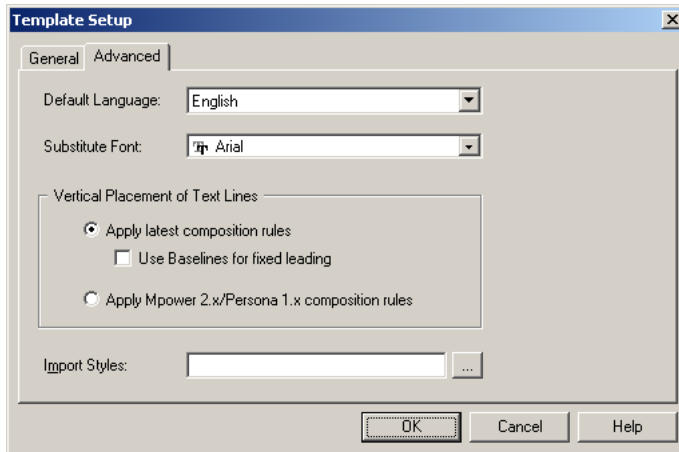 Template Setup
General Advanced
Default Language: English
Substitute Font: Arial
Vertical Placement of Text Lines
Apply latest composition rules
Use Baselines for fixed leading
Apply Mpower 2.x/Persona 1.x composition rules
Import Styles: ...
OK Cancel Help